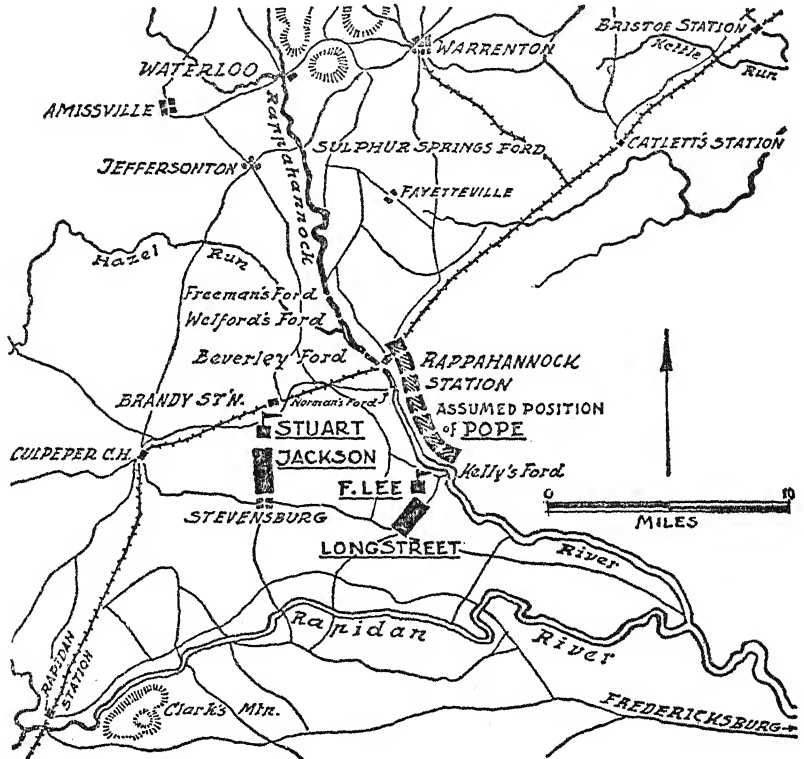 BRISTOE STATION
Kettle
Run
WARRENTON
WATERLOO
AMISSVILLE
Rappahannock
SULPHUR SPRINGS FORD
CATLETT'S STATION
JEFFERSONTON
FAYETTEVILLE
Hazel
Run
Freeman's Ford
Welford's Ford
Beverley Ford
RAPPAHANNOCK
STATION
BRANDY ST'N.
Norman's Ford
ASSUMED POSITION
of POPE
STUART
CULPEPER C.H.
JACKSON
Kelly's Ford
F. LEE
0
10
MILES
STEVENSBURG
LONGSTREET
River
Rapidan
River
RAPIDAN
STATION
Clark's Mtn.
FREDERICKSBURG